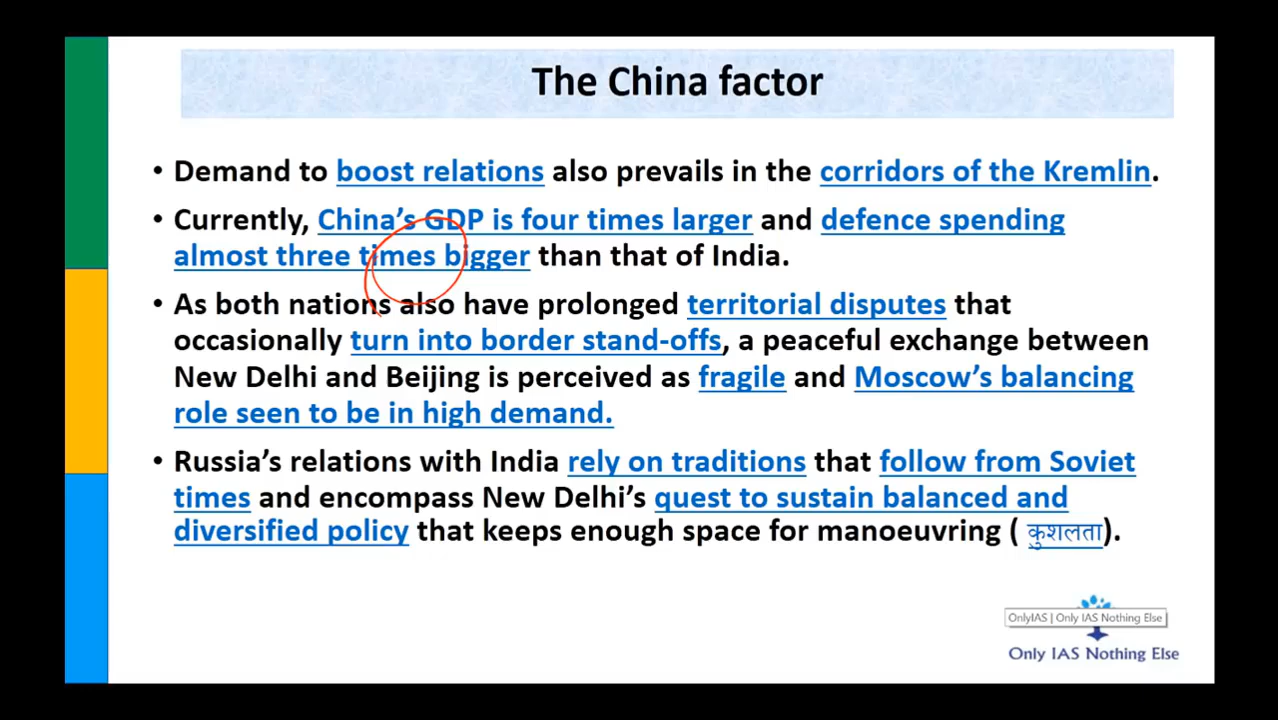 The China factor
• Demand to boost relations also prevails in the corridors of the Kremlin.
• Currently, China's GDP is four times larger and defence spending
almost three times bigger than that of India.
• As both nations also have prolonged territorial disputes that
occasionally turn into border stand-offs, a peaceful exchange between
New Delhi and Beijing is perceived as fragile and Moscow's balancing
role seen to be in high demand.
• Russia's relations with India rely on traditions that follow from Soviet
times and encompass New Delhi's quest to sustain balanced and
diversified policy that keeps enough space for manoeuvring ( कुशलता).
OnlyIAS | Only IAS Nothing Else
Only IAS Nothing Else